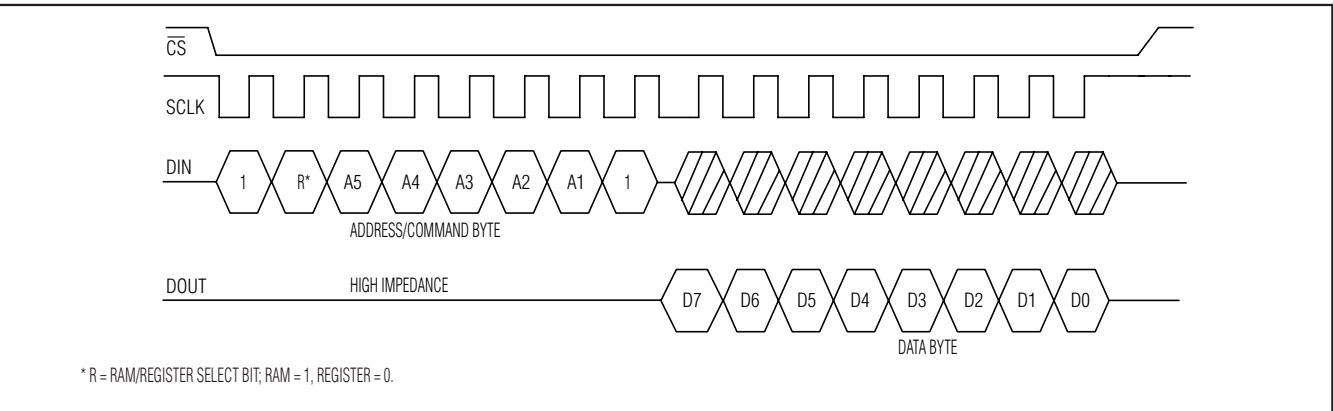 CS
SCLK
DIN 1 R* A5 A4 A3 A2 A1 1
ADDRESS/COMMAND BYTE
DOUT HIGH IMPEDANCE D7 D6 D5 D4 D3 D2 D1 D0
DATA BYTE
* R = RAM/REGISTER SELECT BIT; RAM = 1, REGISTER = 0.